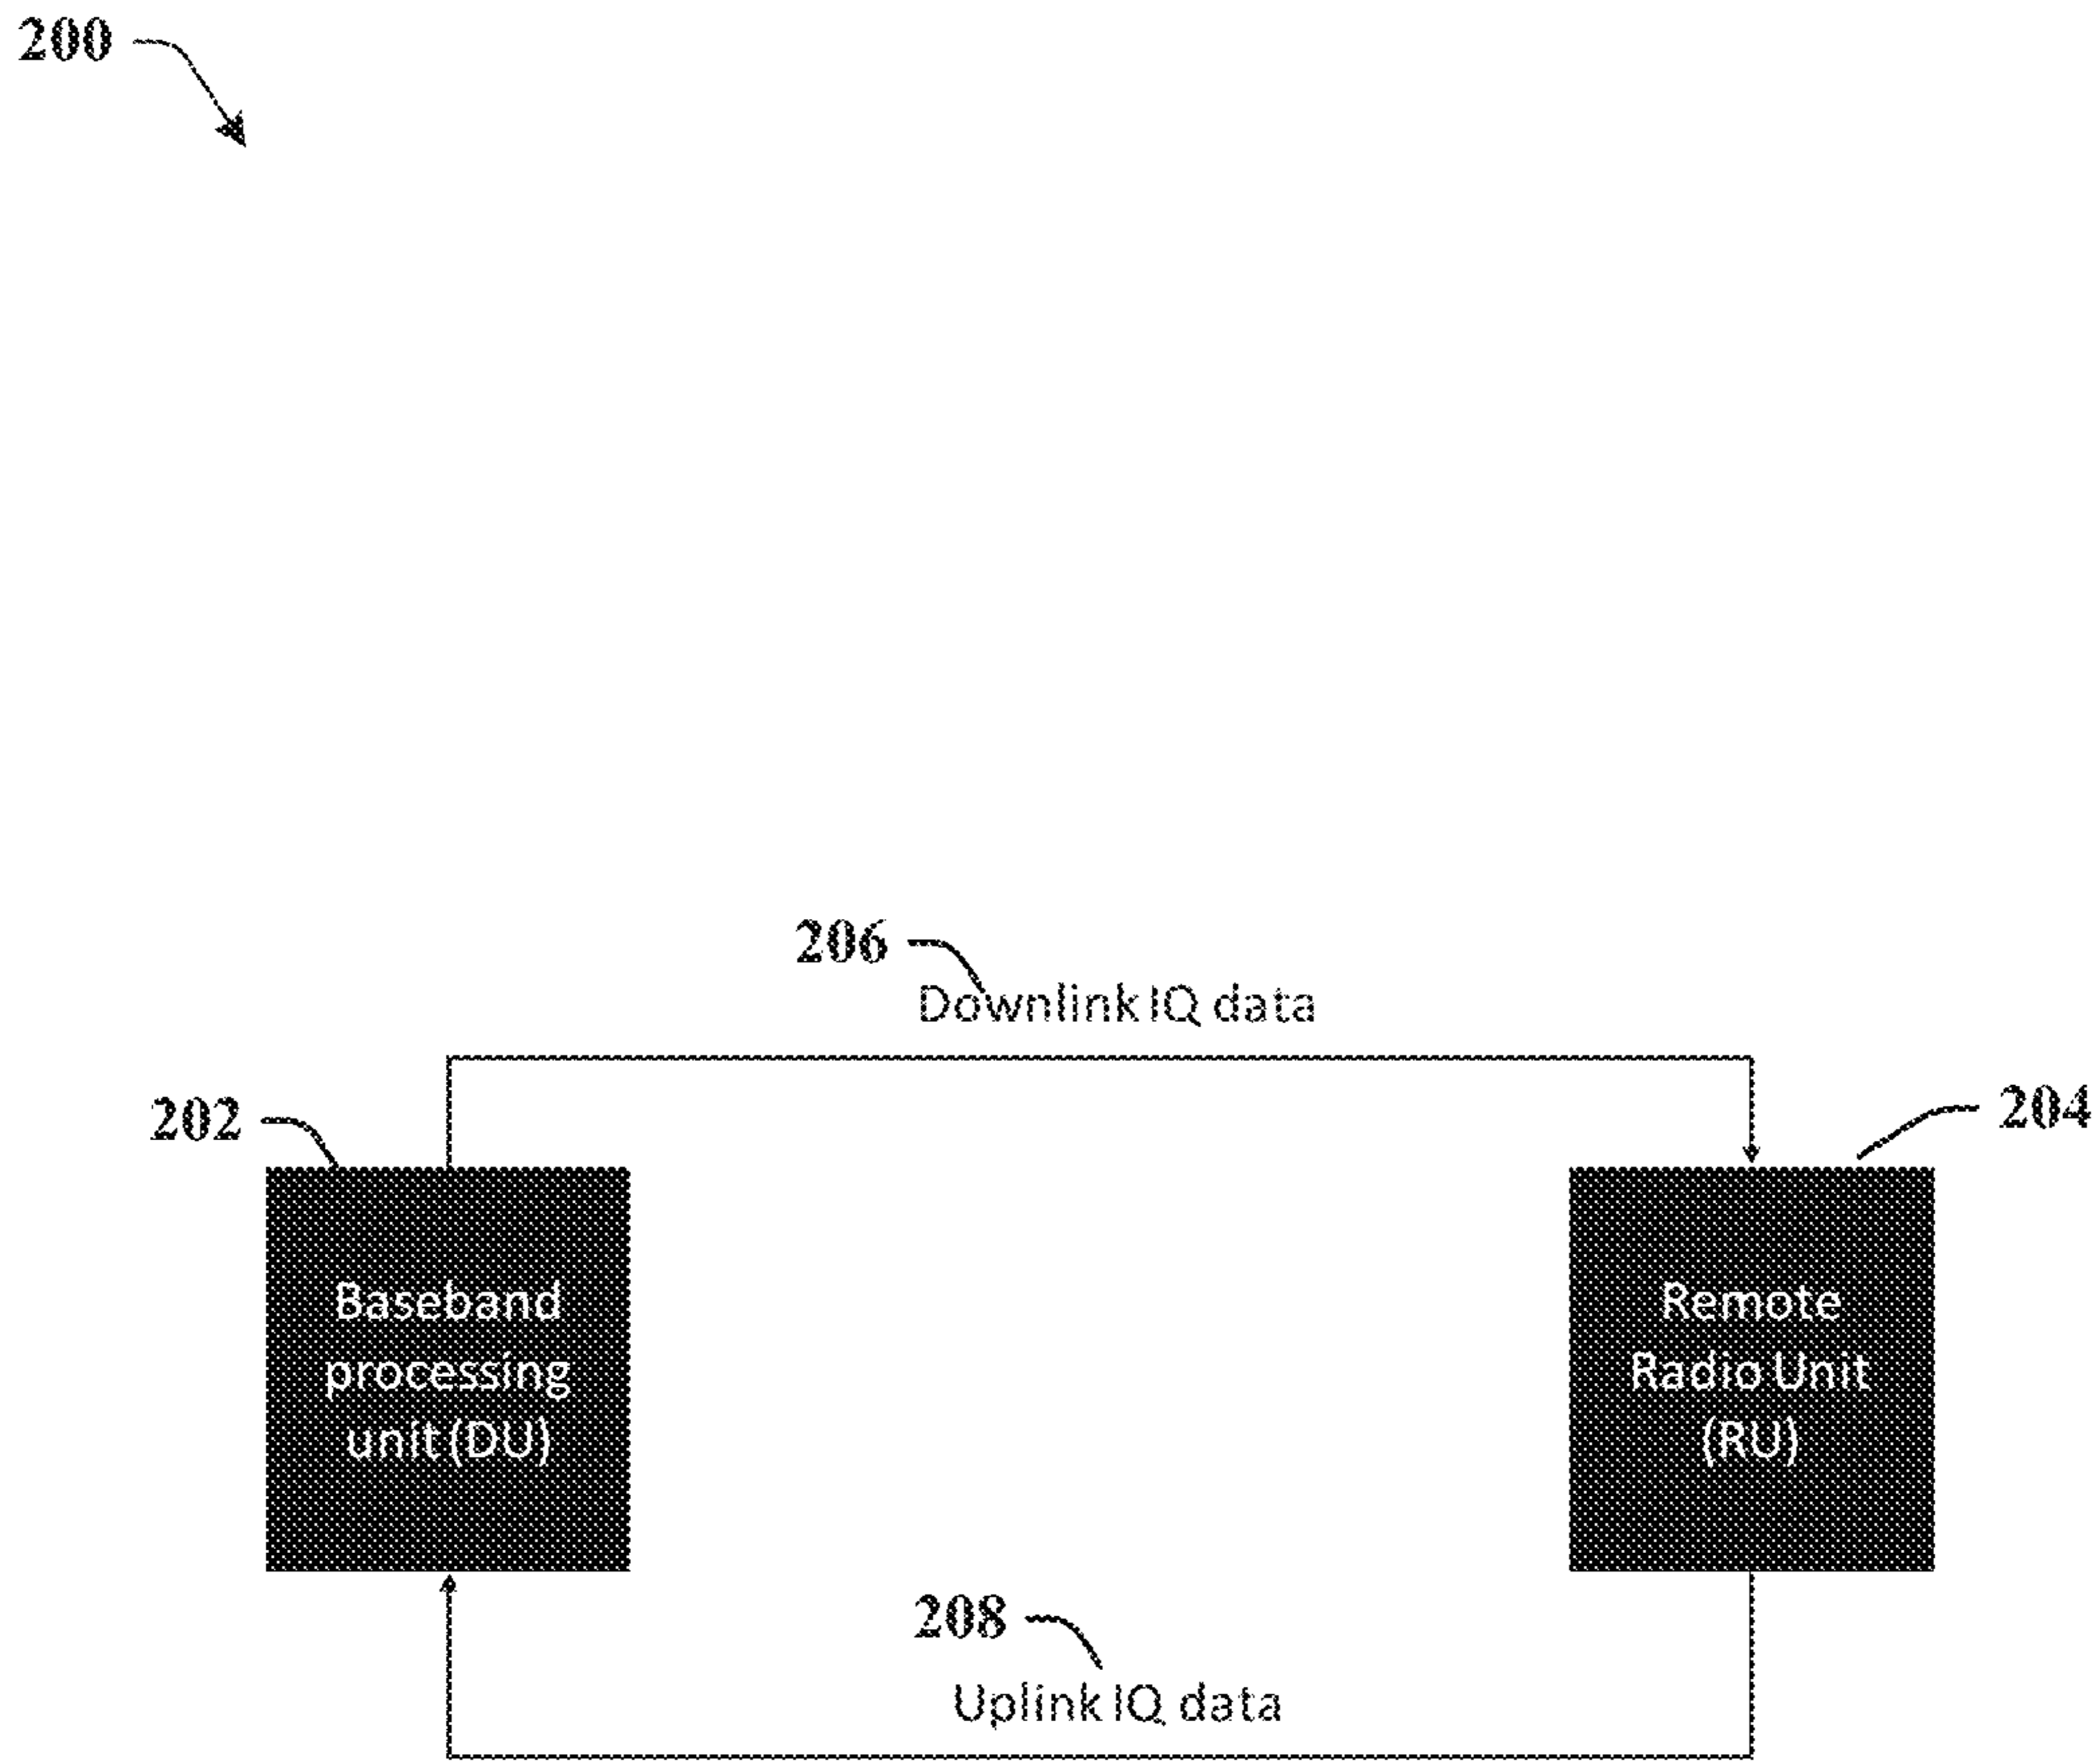 200
206
Downlink IQ data
202
204
Baseband
processing
unit (DU)
Remote
Radio Unit
(RU)
208
Uplink IQ data